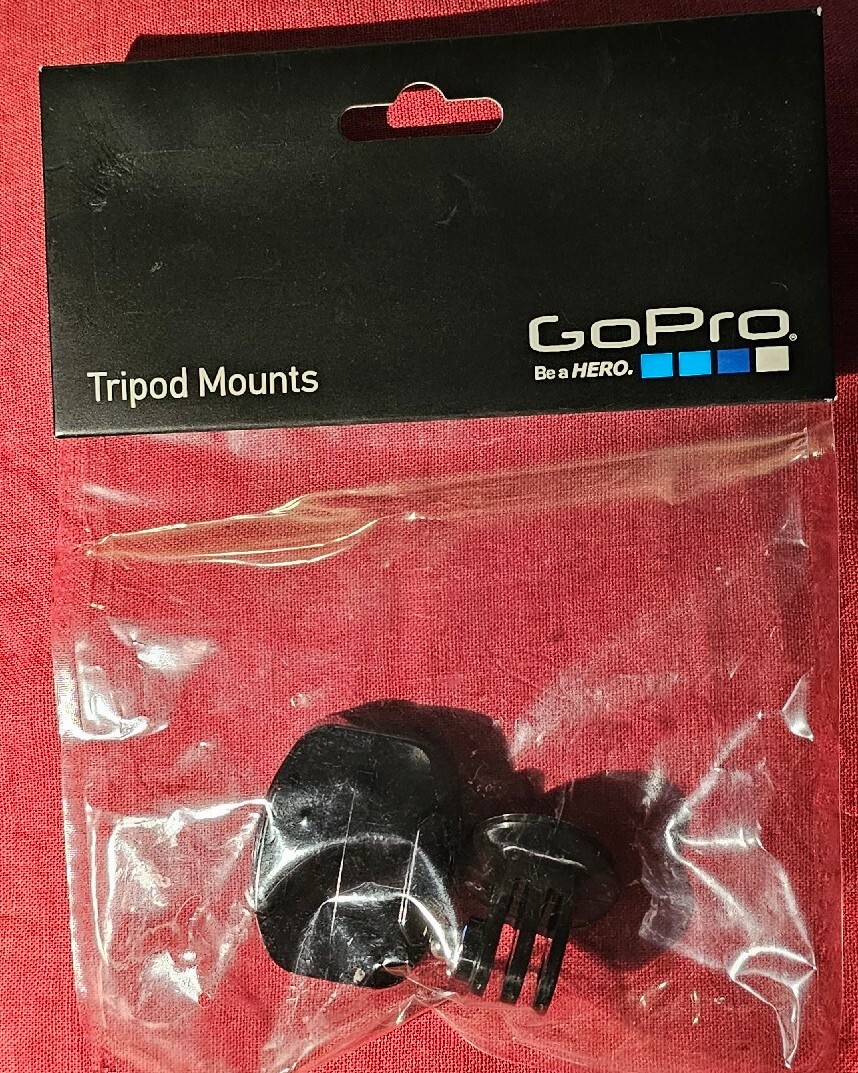 GoPro®
Be a HERO.
Tripod Mounts